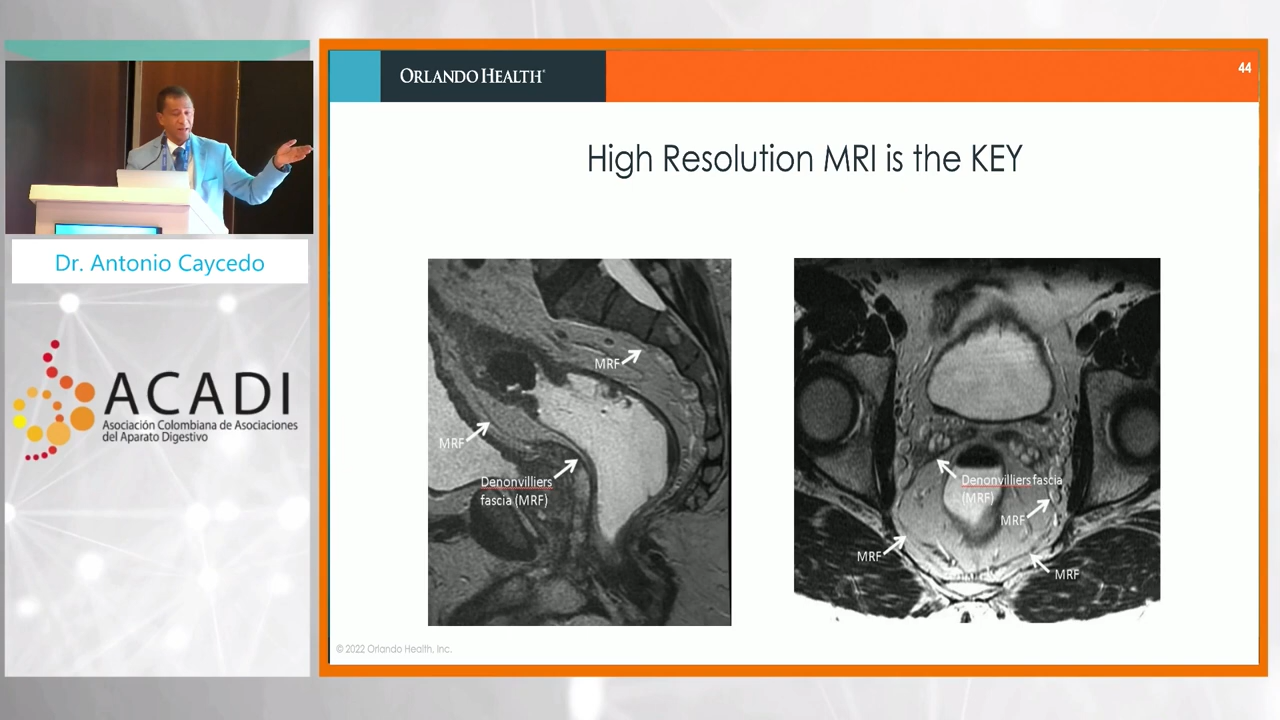 ORLANDO HEALTH®
44
High Resolution MRI is the KEY
Dr. Antonio Caycedo
ACADI
Asociación Colombiana de Asociaciones
del Aparato Digestivo
MRF
MRF
Denonvilliers
fascia (MRF)
Denonvilliers fascia
(MRF)
MRF
MRF
MRF
© 2022 Orlando Health, Inc.